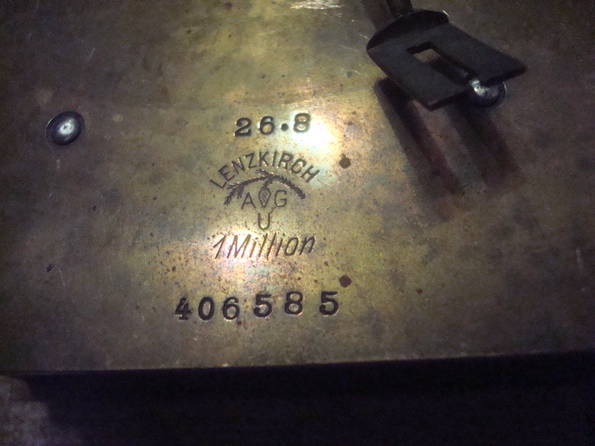 26.8
LENZKIRCH
A G
U
1 Million
406585